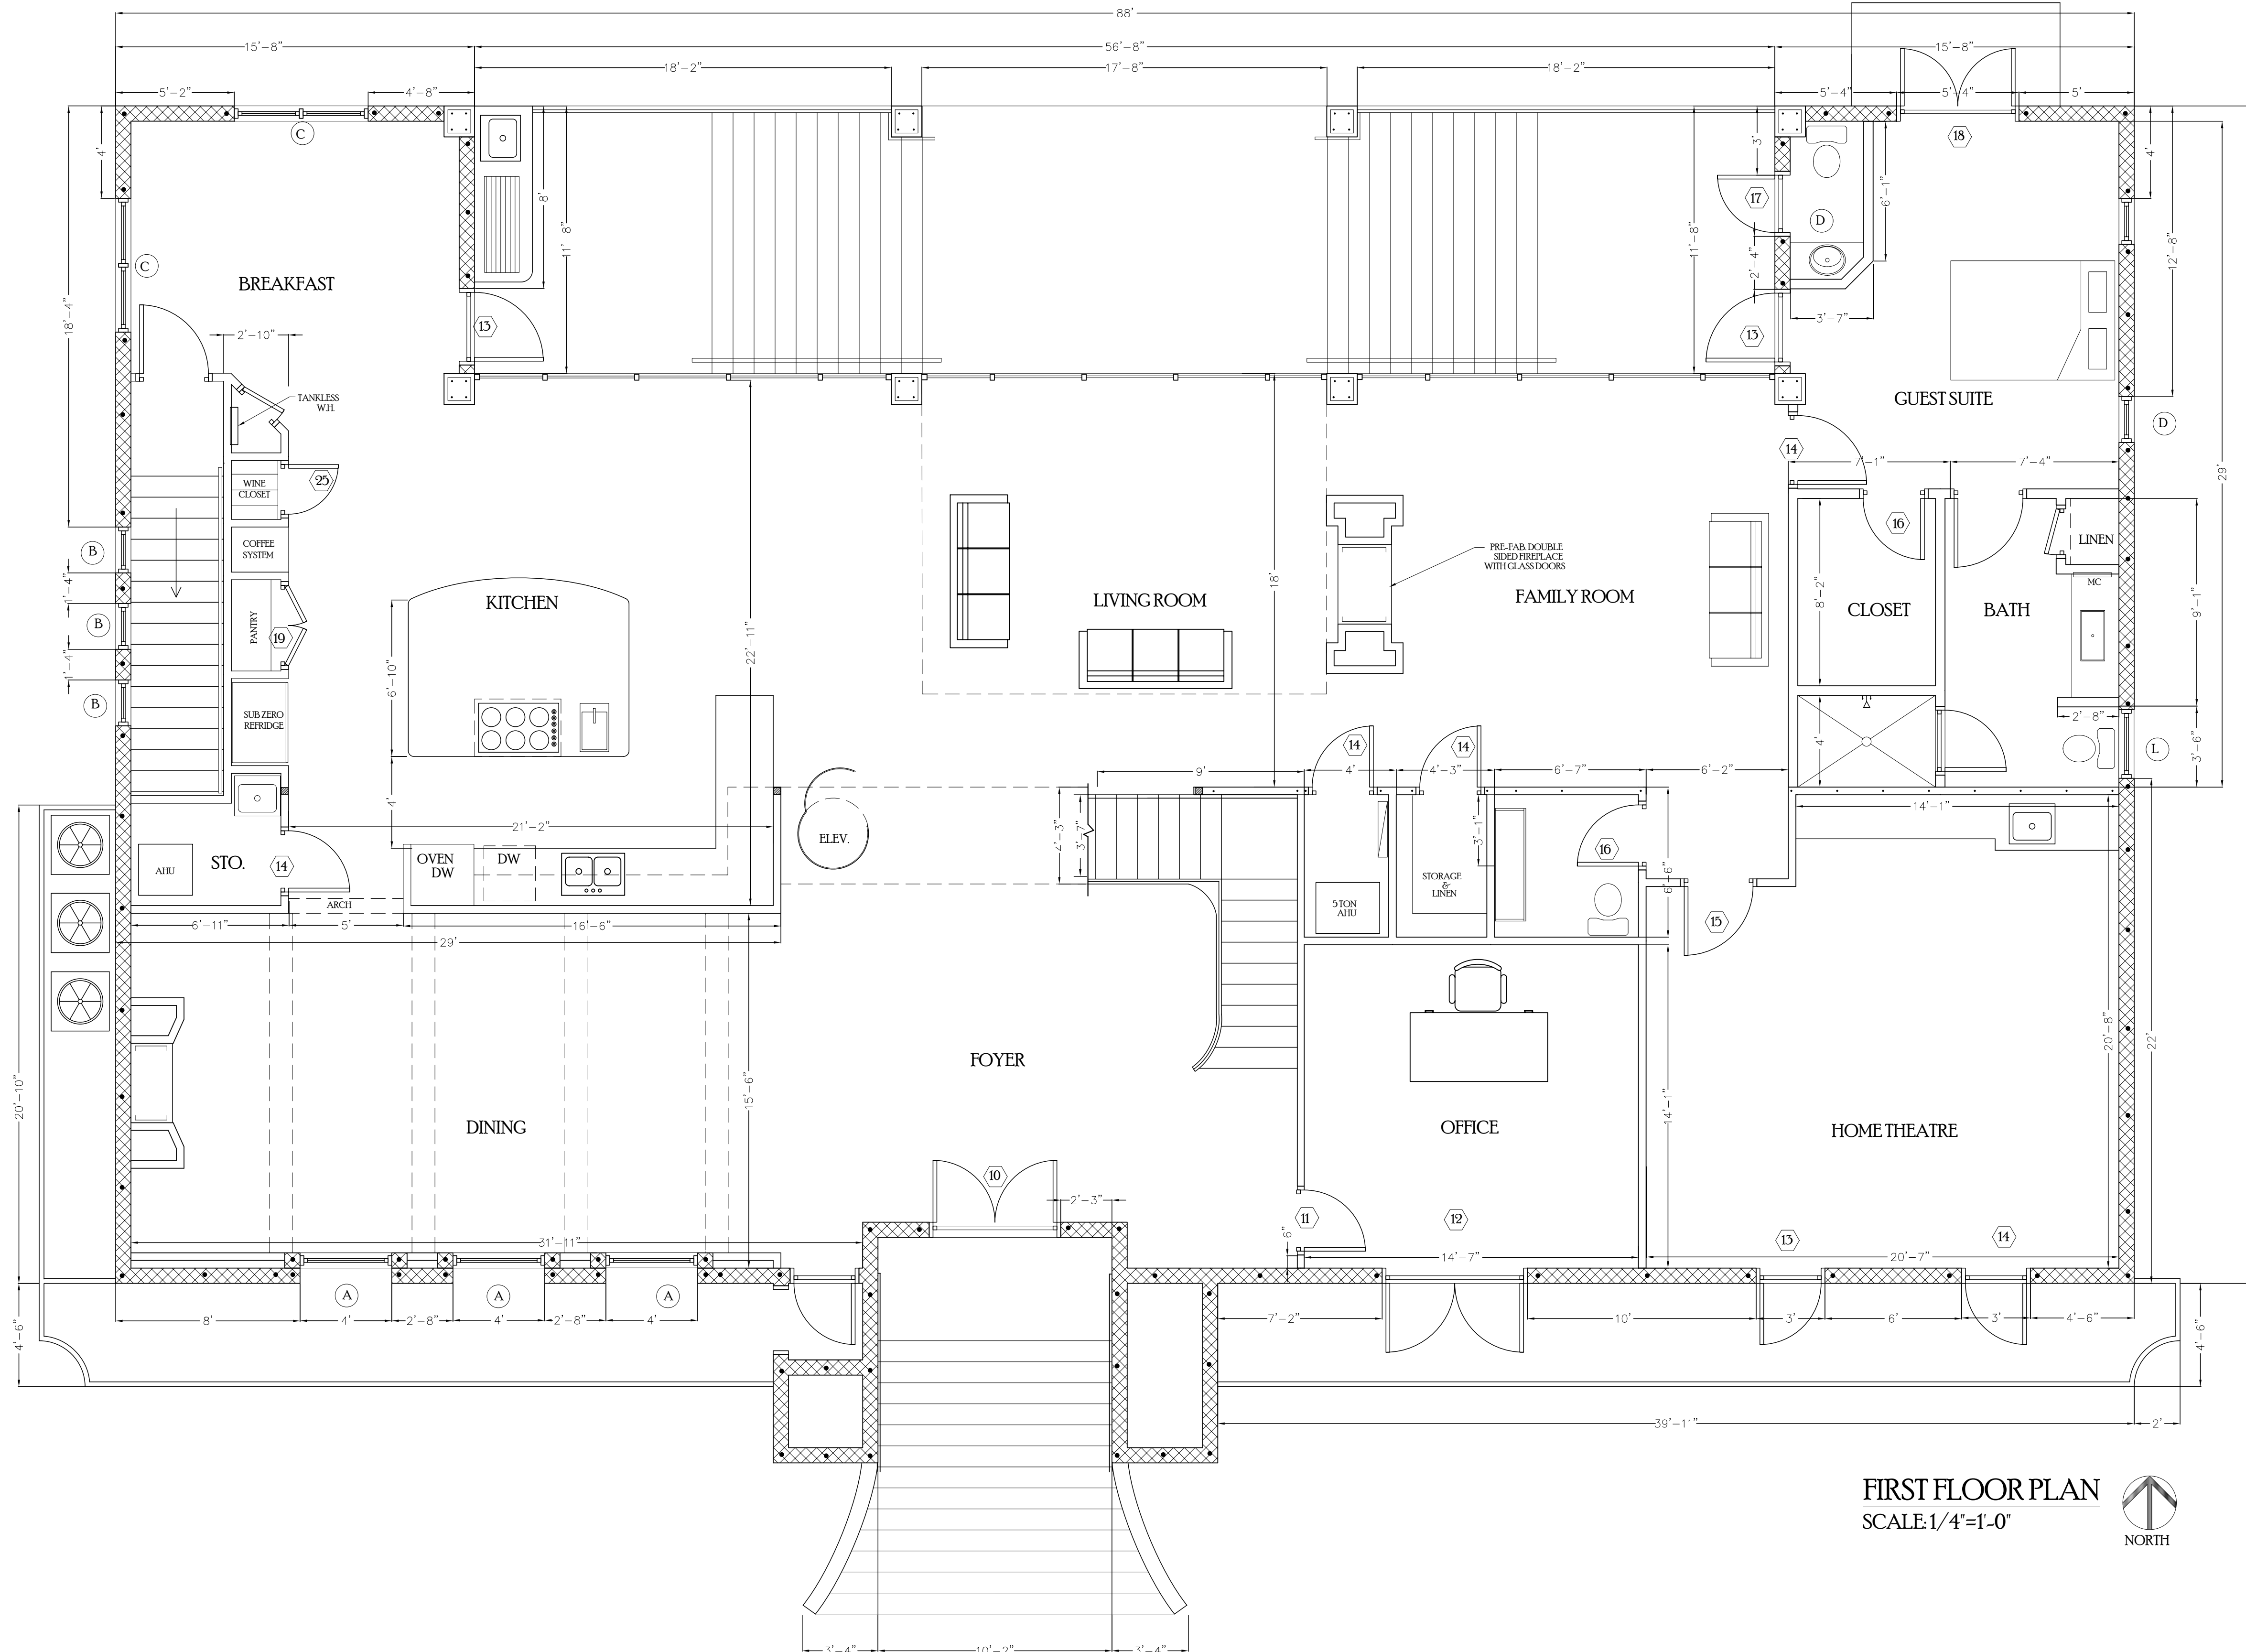 88'
15'-8"
56'-8"
15'-8"
18'-2"
17'-8"
18'-2"
5'-2"
4'-8"
5'-4"
5'-4"
5'
C
18
4'
3'
4'
8'
11'-8"
11'-8"
17
D
6'-1"
12'-8"
C
BREAKFAST
2'-4"
18'-4"
2'-10"
13
13
3'-7"
TANKLESS
W.H.
GUEST SUITE
D
14
7'-1"
7'-4"
29'
WINE
CLOSET
25
16
COFFEE
SYSTEM
LINEN
B
PRE-FAB. DOUBLE
SIDED FIREPLACE
WITH GLASS DOORS
MC
1'-4"
18'
8'-2"
KITCHEN
LIVING ROOM
FAMILY ROOM
CLOSET
BATH
9'-1"
B
PANTRY
19
22'-11"
1'-4"
6'-10"
B
SUB ZERO
REFRIDGE
2'-8"
14
14
4'
L
3'-6"
9'
4'
4'-3"
6'-7"
6'-2"
4'
14'-1"
21'-2"
ELEV.
4'-3"
3'-7"
3'-1"
16
STO.
14
AHU
OVEN
DW
DW
STORAGE
&
LINEN
6'-6"
ARCH
5 TON
AHU
15
6'-11"
5'
16'-6"
29'
20'-8"
22'
FOYER
20'-10"
15'-6"
14'-1"
DINING
OFFICE
HOME THEATRE
10
2'-3"
11
12
13
14
31'-11"
6"
14'-7"
20'-7"
A
A
A
8'
4'
2'-8"
4'
2'-8"
4'
7'-2"
10'
3'
6'
3'
4'-6"
4'-6"
4'-6"
39'-11"
2'
FIRST FLOOR PLAN
SCALE: 1/4"=1'-0"
NORTH
3'-4"
10'-2"
3'-4"